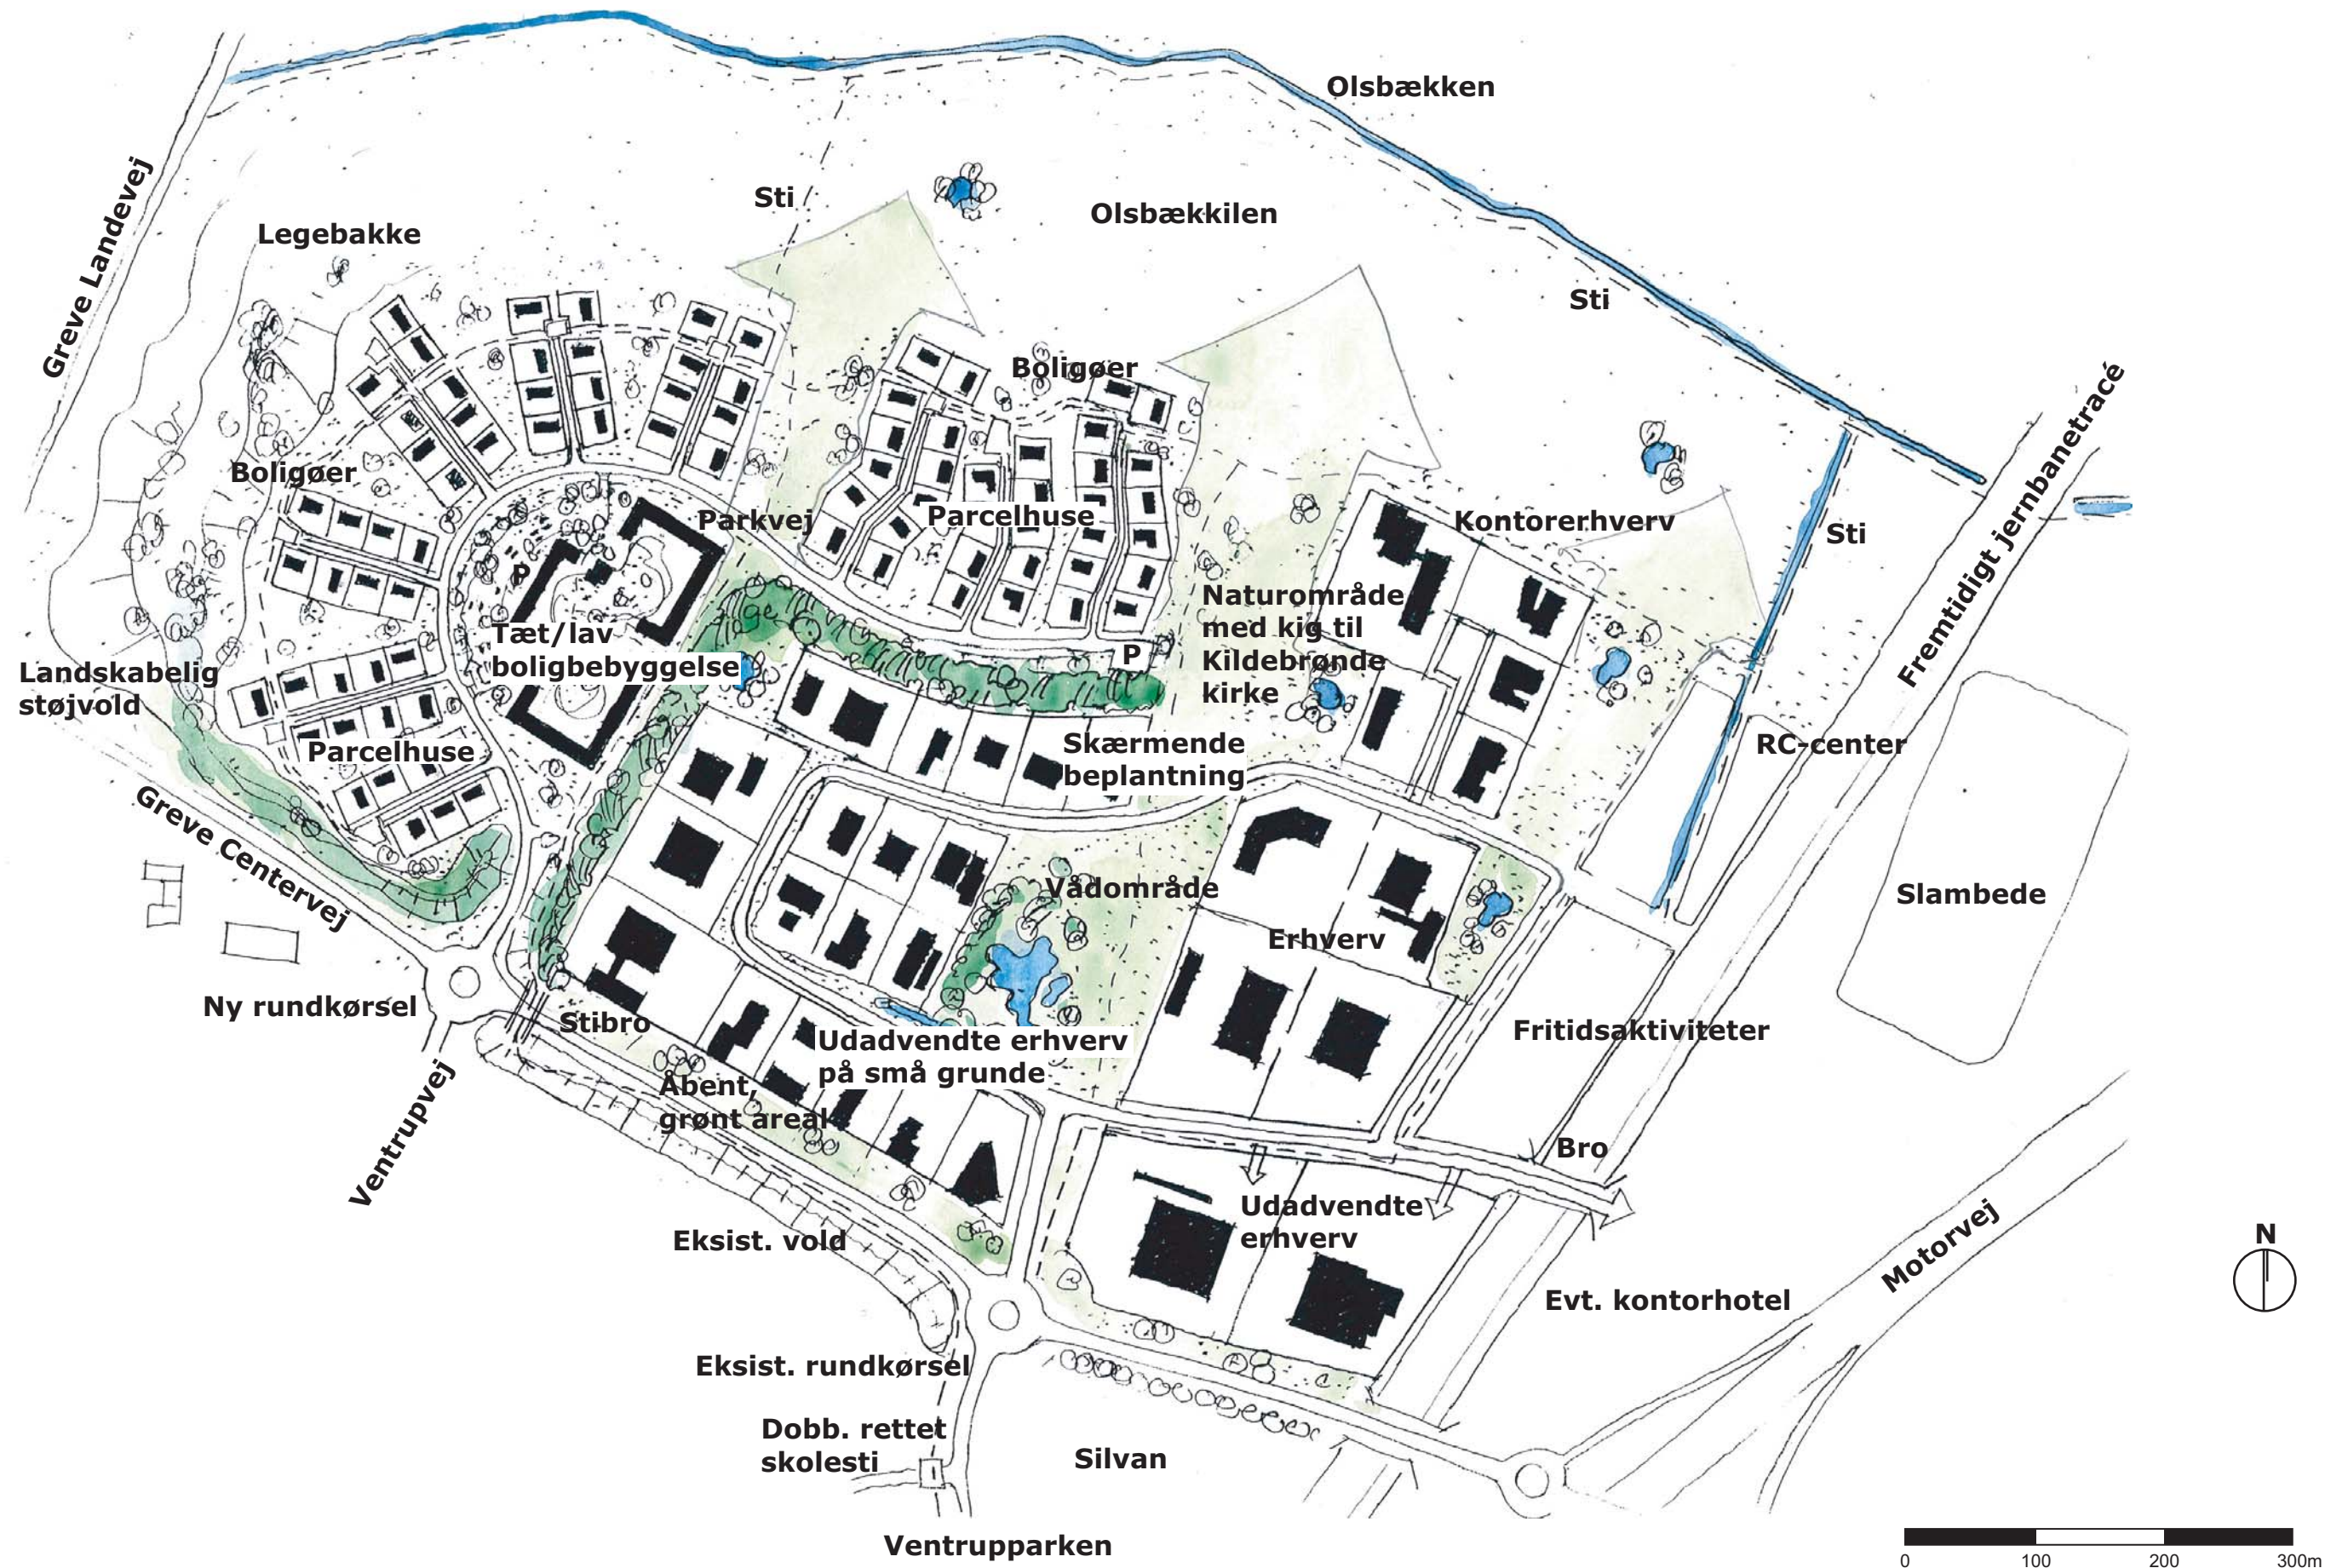 Olsbækken
Greve Landevej
Sti
Olsbækkilen
Legebakke
Sti
Boligøer
Fremtidigt jernbanetracé
Boligøer
Parkvej
Parcelhuse
Kontorerhverv
Sti
P
Naturområde
med kig til
Kildebrønde
kirke
Tæt/lav
boligbebyggelse
P
Landskabelig
støjvold
Parcelhuse
Skærmende
beplantning
RC-center
Greve Centervej
Vådområde
Slambede
Erhverv
Ny rundkørsel
Stibro
Udadvendte erhverv
på små grunde
Fritidsaktiviteter
Åbent,
grønt areal
Ventrupvej
Bro
Udadvendte
erhverv
Eksist. vold
Motorvej
N
Evt. kontorhotel
Eksist. rundkørsel
Dobb. rettet
skolesti
Silvan
Ventrupparken
0 100 200 300m